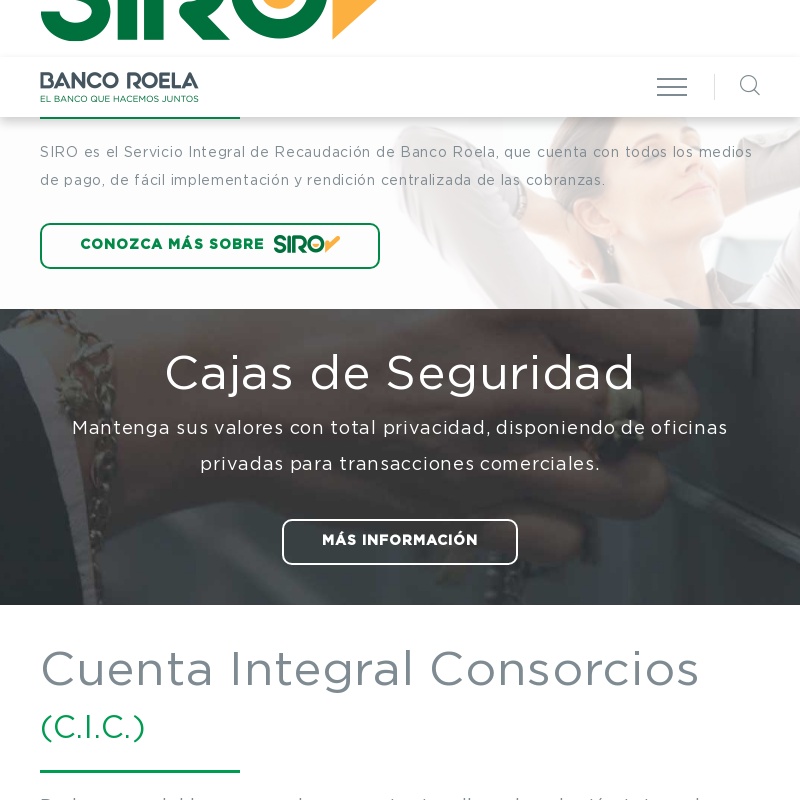 SIRO
BANCO ROELA
EL BANCO QUE HACEMOS JUNTOS
SIRO es el Servicio Integral de Recaudación de Banco Roela, que cuenta con todos los medios
de pago, de fácil implementación y rendición centralizada de las cobranzas.
CONOZCA MÁS SOBRE SIRO
Cajas de Seguridad
Mantenga sus valores con total privacidad, disponiendo de oficinas
privadas para transacciones comerciales.
MÁS INFORMACIÓN
Cuenta Integral Consorcios
(C.I.C.)